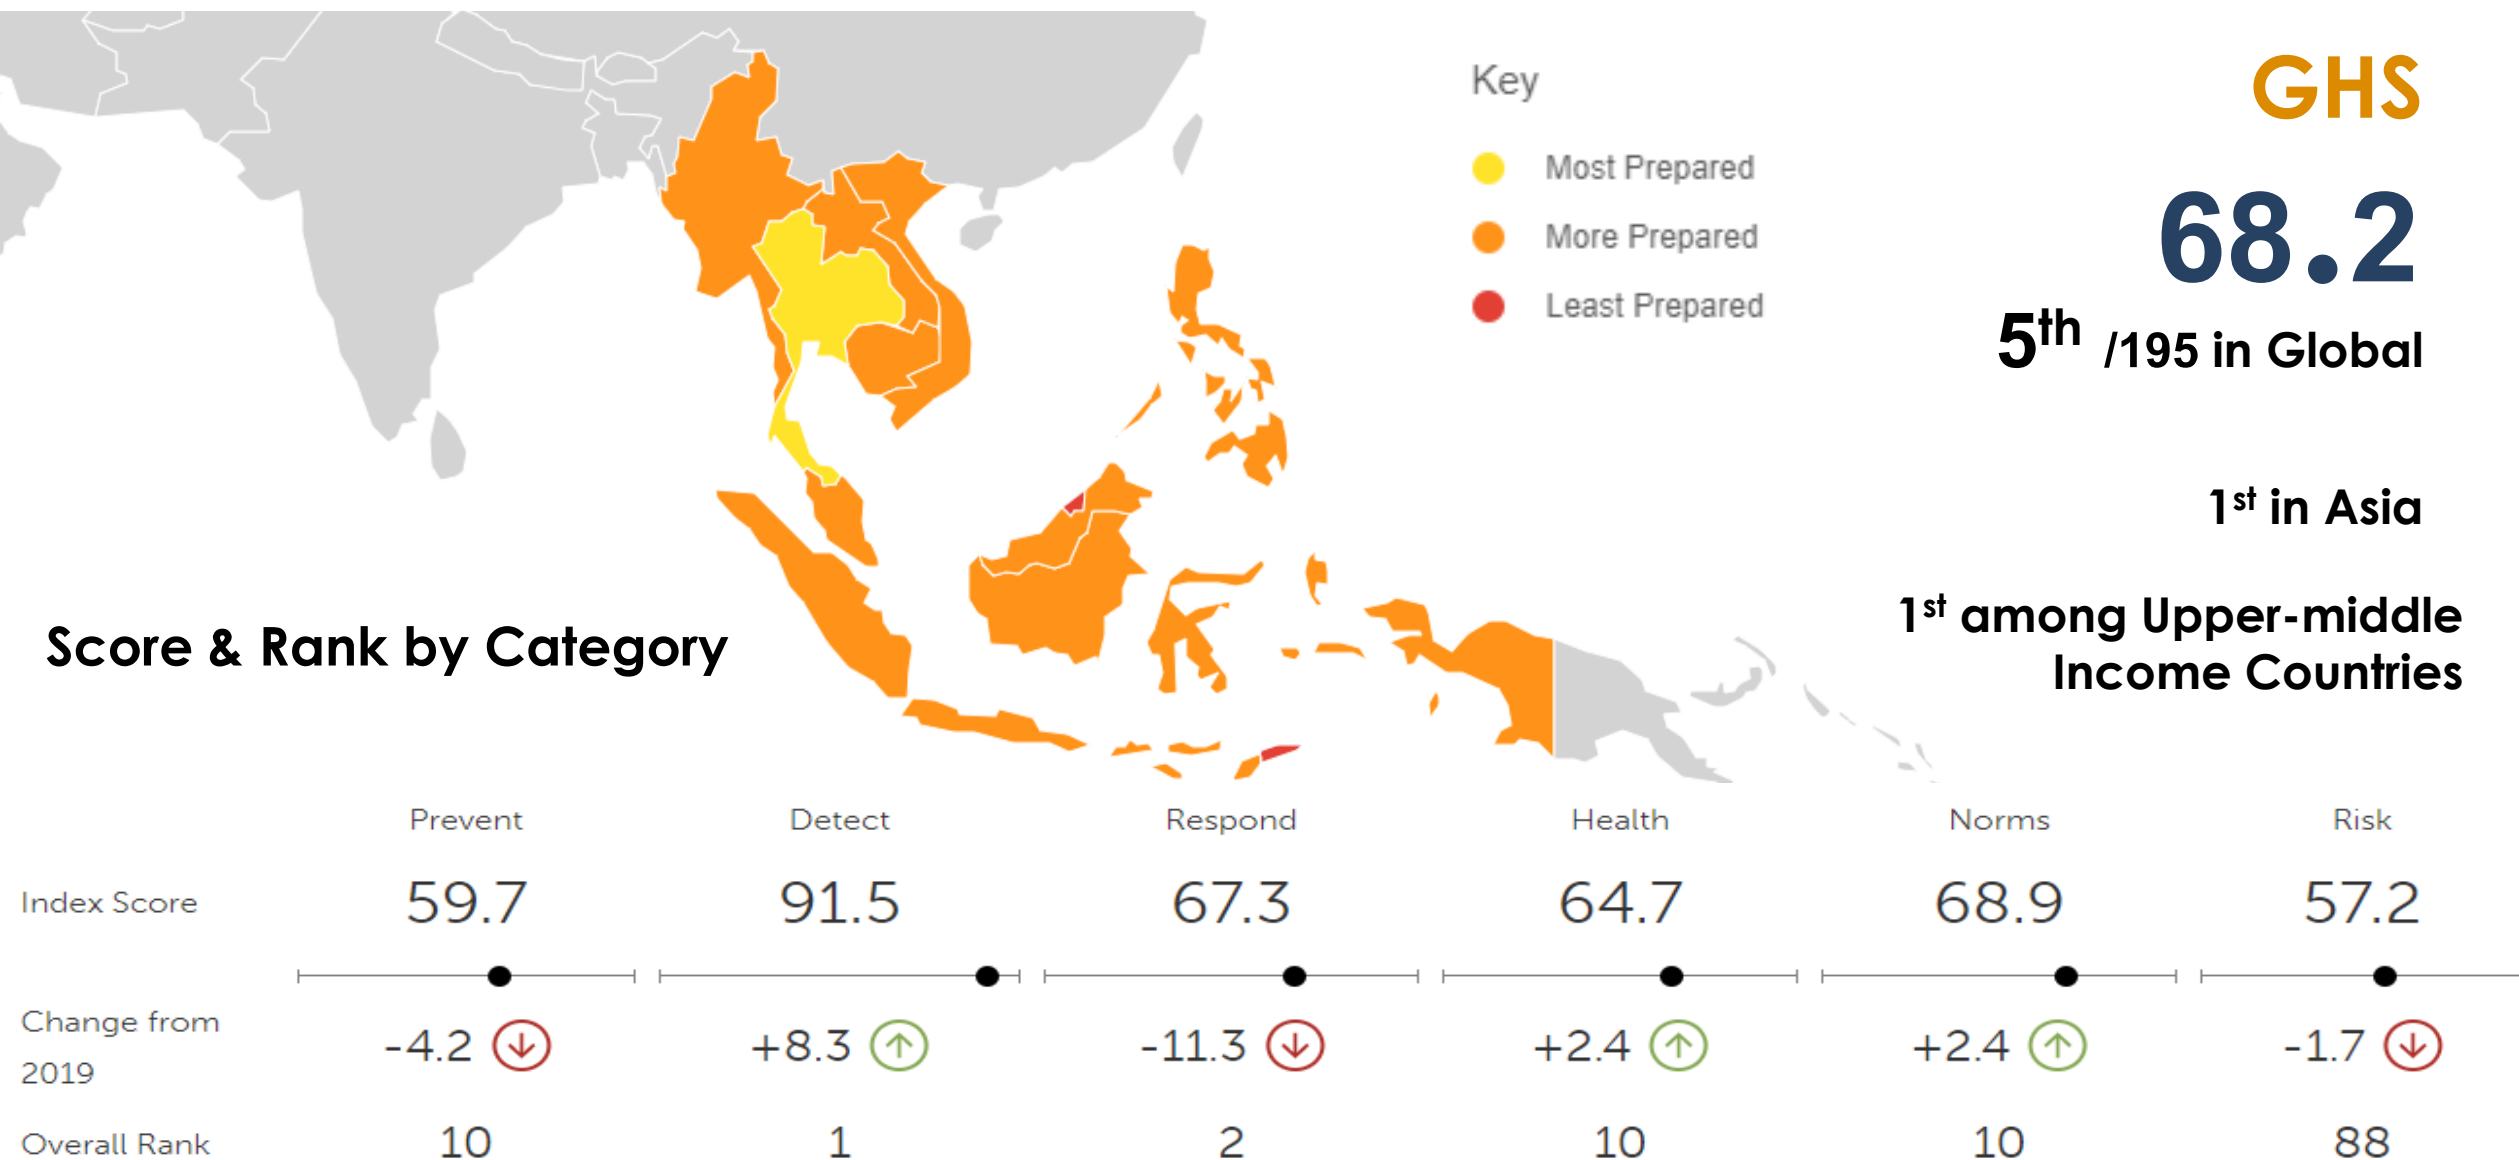 GHS
Key
Most Prepared
More Prepared
Least Prepared
68.2
5th /195 in Global
1st in Asia
1st among Upper-middle
Income Countries
Score & Rank by Category
Prevent Detect Respond Health Norms Risk
Index Score 59.7 91.5 67.3 64.7 68.9 57.2
Change from
2019 -4.2 +8.3 -11.3 +2.4 +2.4 -1.7
Overall Rank 10 1 2 10 10 88